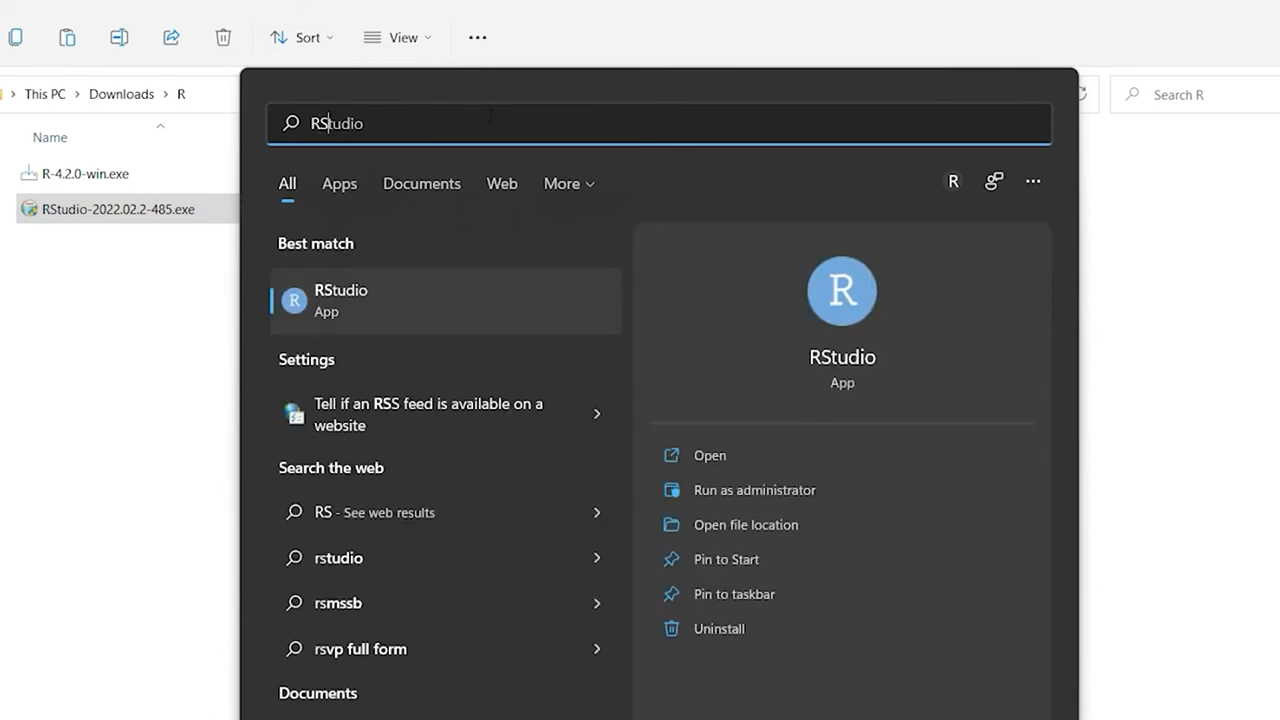 Sort
View
This PC
Downloads
R
Search R
Name
R-4.2.0-win.exe
RStudio-2022.02.2-485.exe
RStudio
All
Apps
Documents
Web
More
R
Best match
R
RStudio
App
Settings
Tell if an RSS feed is available on a
website
Search the web
RS - See web results
rstudio
rsmssb
rsvp full form
Documents
R
RStudio
App
Open
Run as administrator
Open file location
Pin to Start
Pin to taskbar
Uninstall